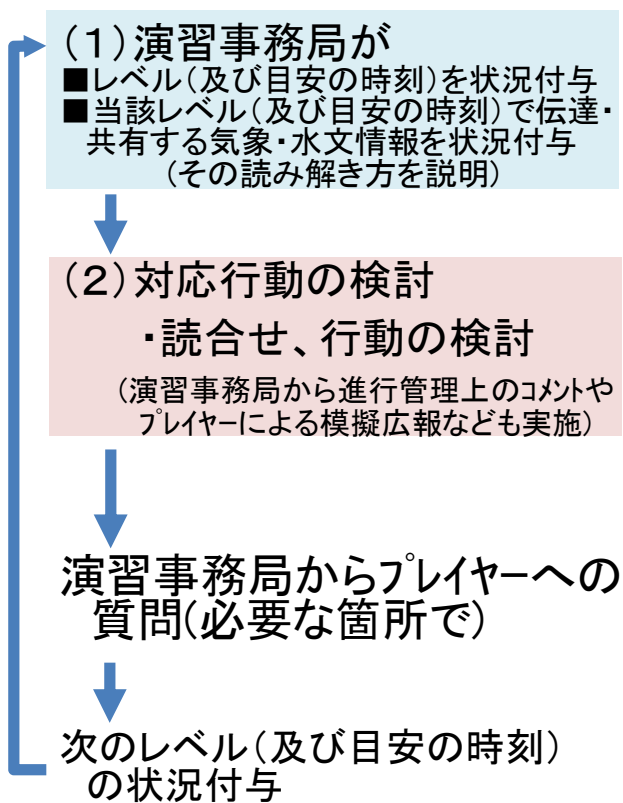 (1)演習事務局が
■レベル(及び目安の時刻)を状況付与
■当該レベル(及び目安の時刻)で伝達・
共有する気象・水文情報を状況付与
(その読み解き方を説明)
(2)対応行動の検討
・読合せ、行動の検討
(演習事務局から進行管理上のコメントや
プレイヤーによる模擬広報なども実施)
演習事務局からプレイヤーへの
質問(必要な箇所で)
次のレベル(及び目安の時刻)
の状況付与